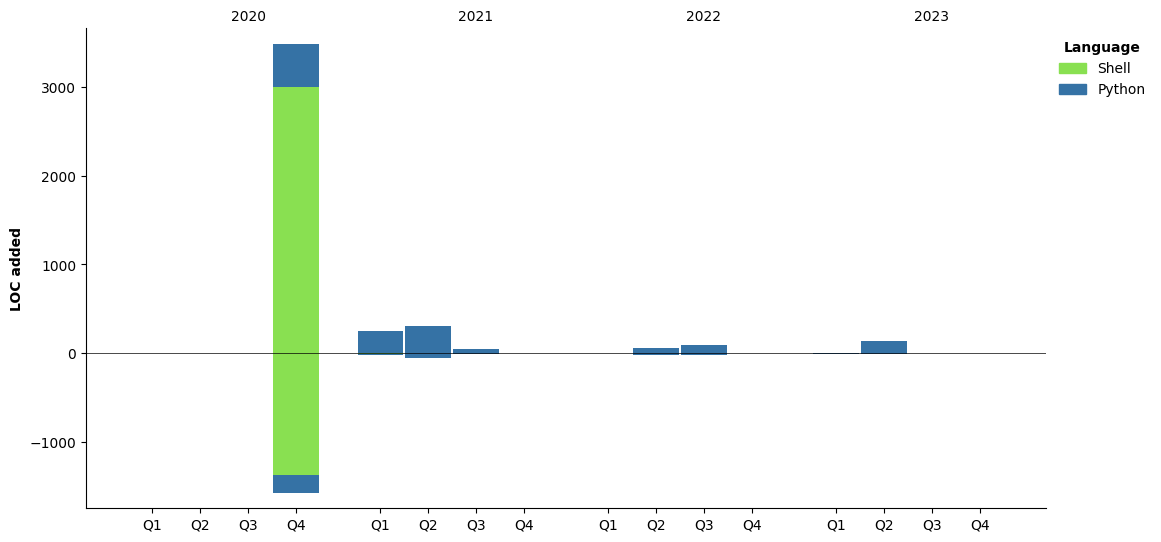 2020 2021 2022 2023
Language
Shell
Python
LOC added
3000
2000
1000
0
−1000
Q1 Q2 Q3 Q4 Q1 Q2 Q3 Q4 Q1 Q2 Q3 Q4 Q1 Q2 Q3 Q4